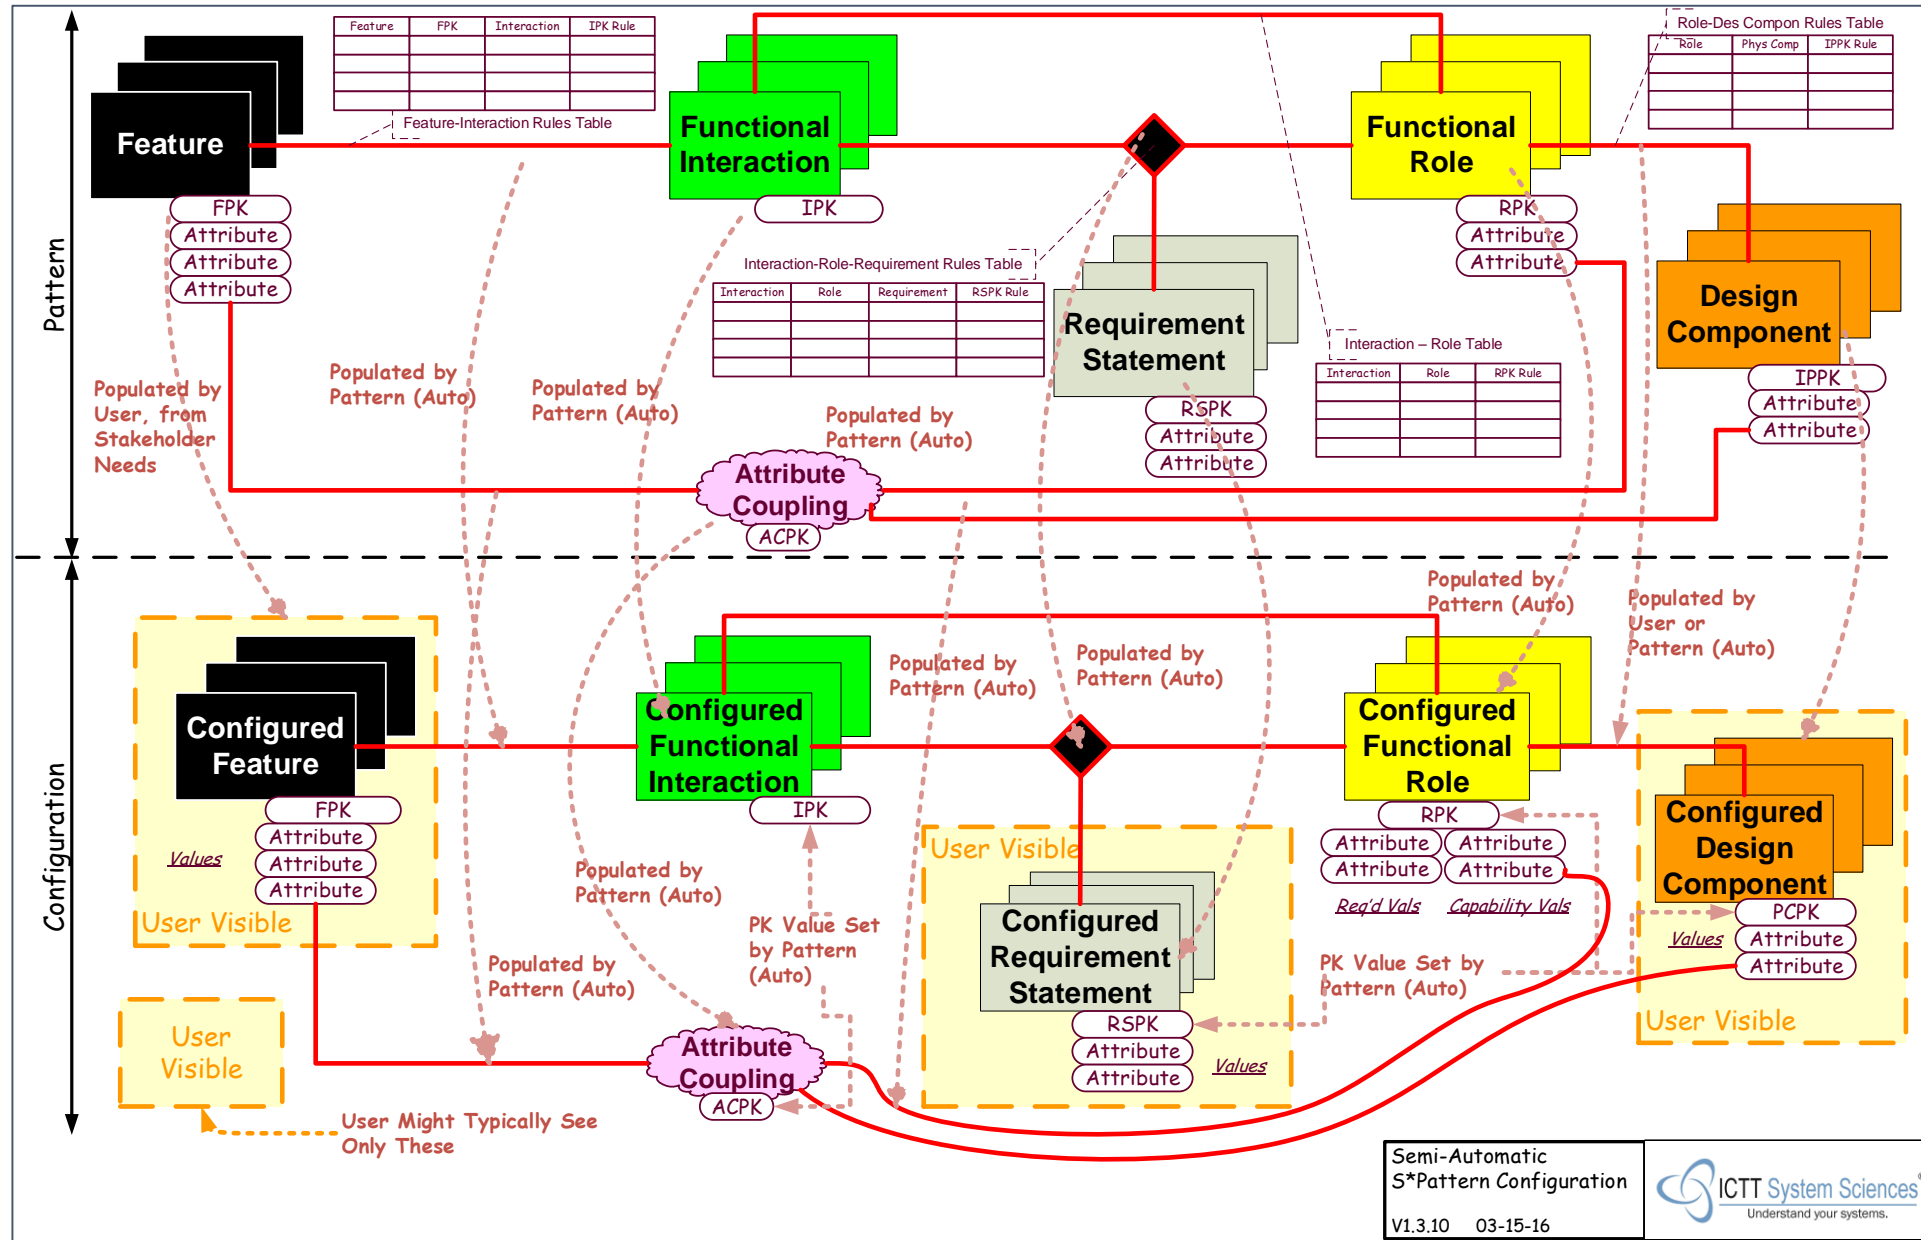 Feature FPK Interaction IPK Rule
Feature-Interaction Rules Table
Role-Des Compon Rules Table
Role Phys Comp IPPK Rule
Pattern
Feature
FPK
Attribute
Attribute
Attribute
Functional
Interaction
IPK
Functional
Role
RPK
Attribute
Attribute
Interaction-Role-Requirement Rules Table
Interaction Role Requirement RSPK Rule
Requirement
Statement
RSPK
Attribute
Attribute
Interaction – Role Table
Interaction Role RPK Rule
Design
Component
IPPK
Attribute
Attribute
Populated by
User, from
Stakeholder
Needs
Populated by
Pattern (Auto)
Populated by
Pattern (Auto)
Populated by
Pattern (Auto)
Attribute
Coupling
ACPK
Configuration
Configured
Feature
FPK
Attribute
Attribute
Attribute
Values
User Visible
Configured
Functional
Interaction
IPK
Populated by
Pattern (Auto)
Populated by
Pattern (Auto)
Populated by
Pattern (Auto)
Populated by
User or
Pattern (Auto)
Configured
Functional
Role
RPK
Attribute Attribute
Attribute Attribute
Req'd Vals Capability Vals
User Visible
Configured
Requirement
Statement
RSPK
Attribute
Attribute
Values
Configured
Design
Component
PCPK
Attribute
Attribute
Values
User Visible
Populated by
Pattern (Auto)
PK Value Set
by Pattern
(Auto)
Populated by
Pattern (Auto)
PK Value Set by
Pattern (Auto)
Attribute
Coupling
ACPK
User
Visible
User Might Typically See
Only These
Semi-Automatic
S*Pattern Configuration
V1.3.10 03-15-16
ICTT System Sciences®
Understand your systems.